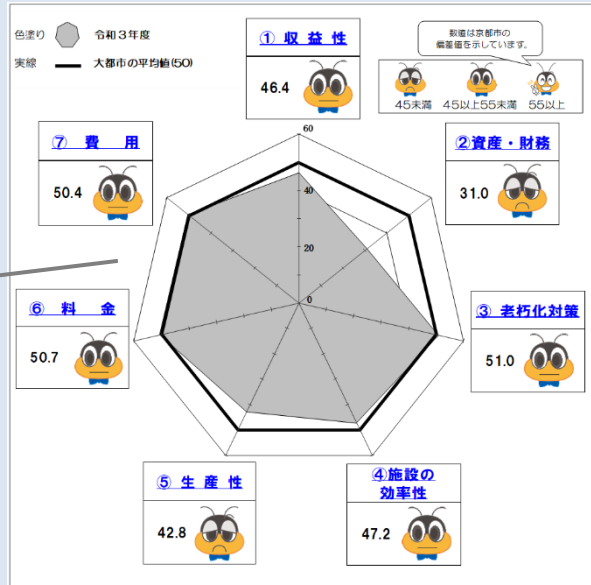 色塗り 令和３年度
実線 大都市の平均値(50)
① 収 益 性
46.4
数値は京都市の
偏差値を示しています。
45未満 45以上55未満 55以上
⑦ 費 用
50.4
②資産・財務
31.0
60
40
20
0
⑥ 料 金
50.7
③ 老朽化対策
51.0
⑤ 生 産 性
42.8
④施設の
効率性
47.2